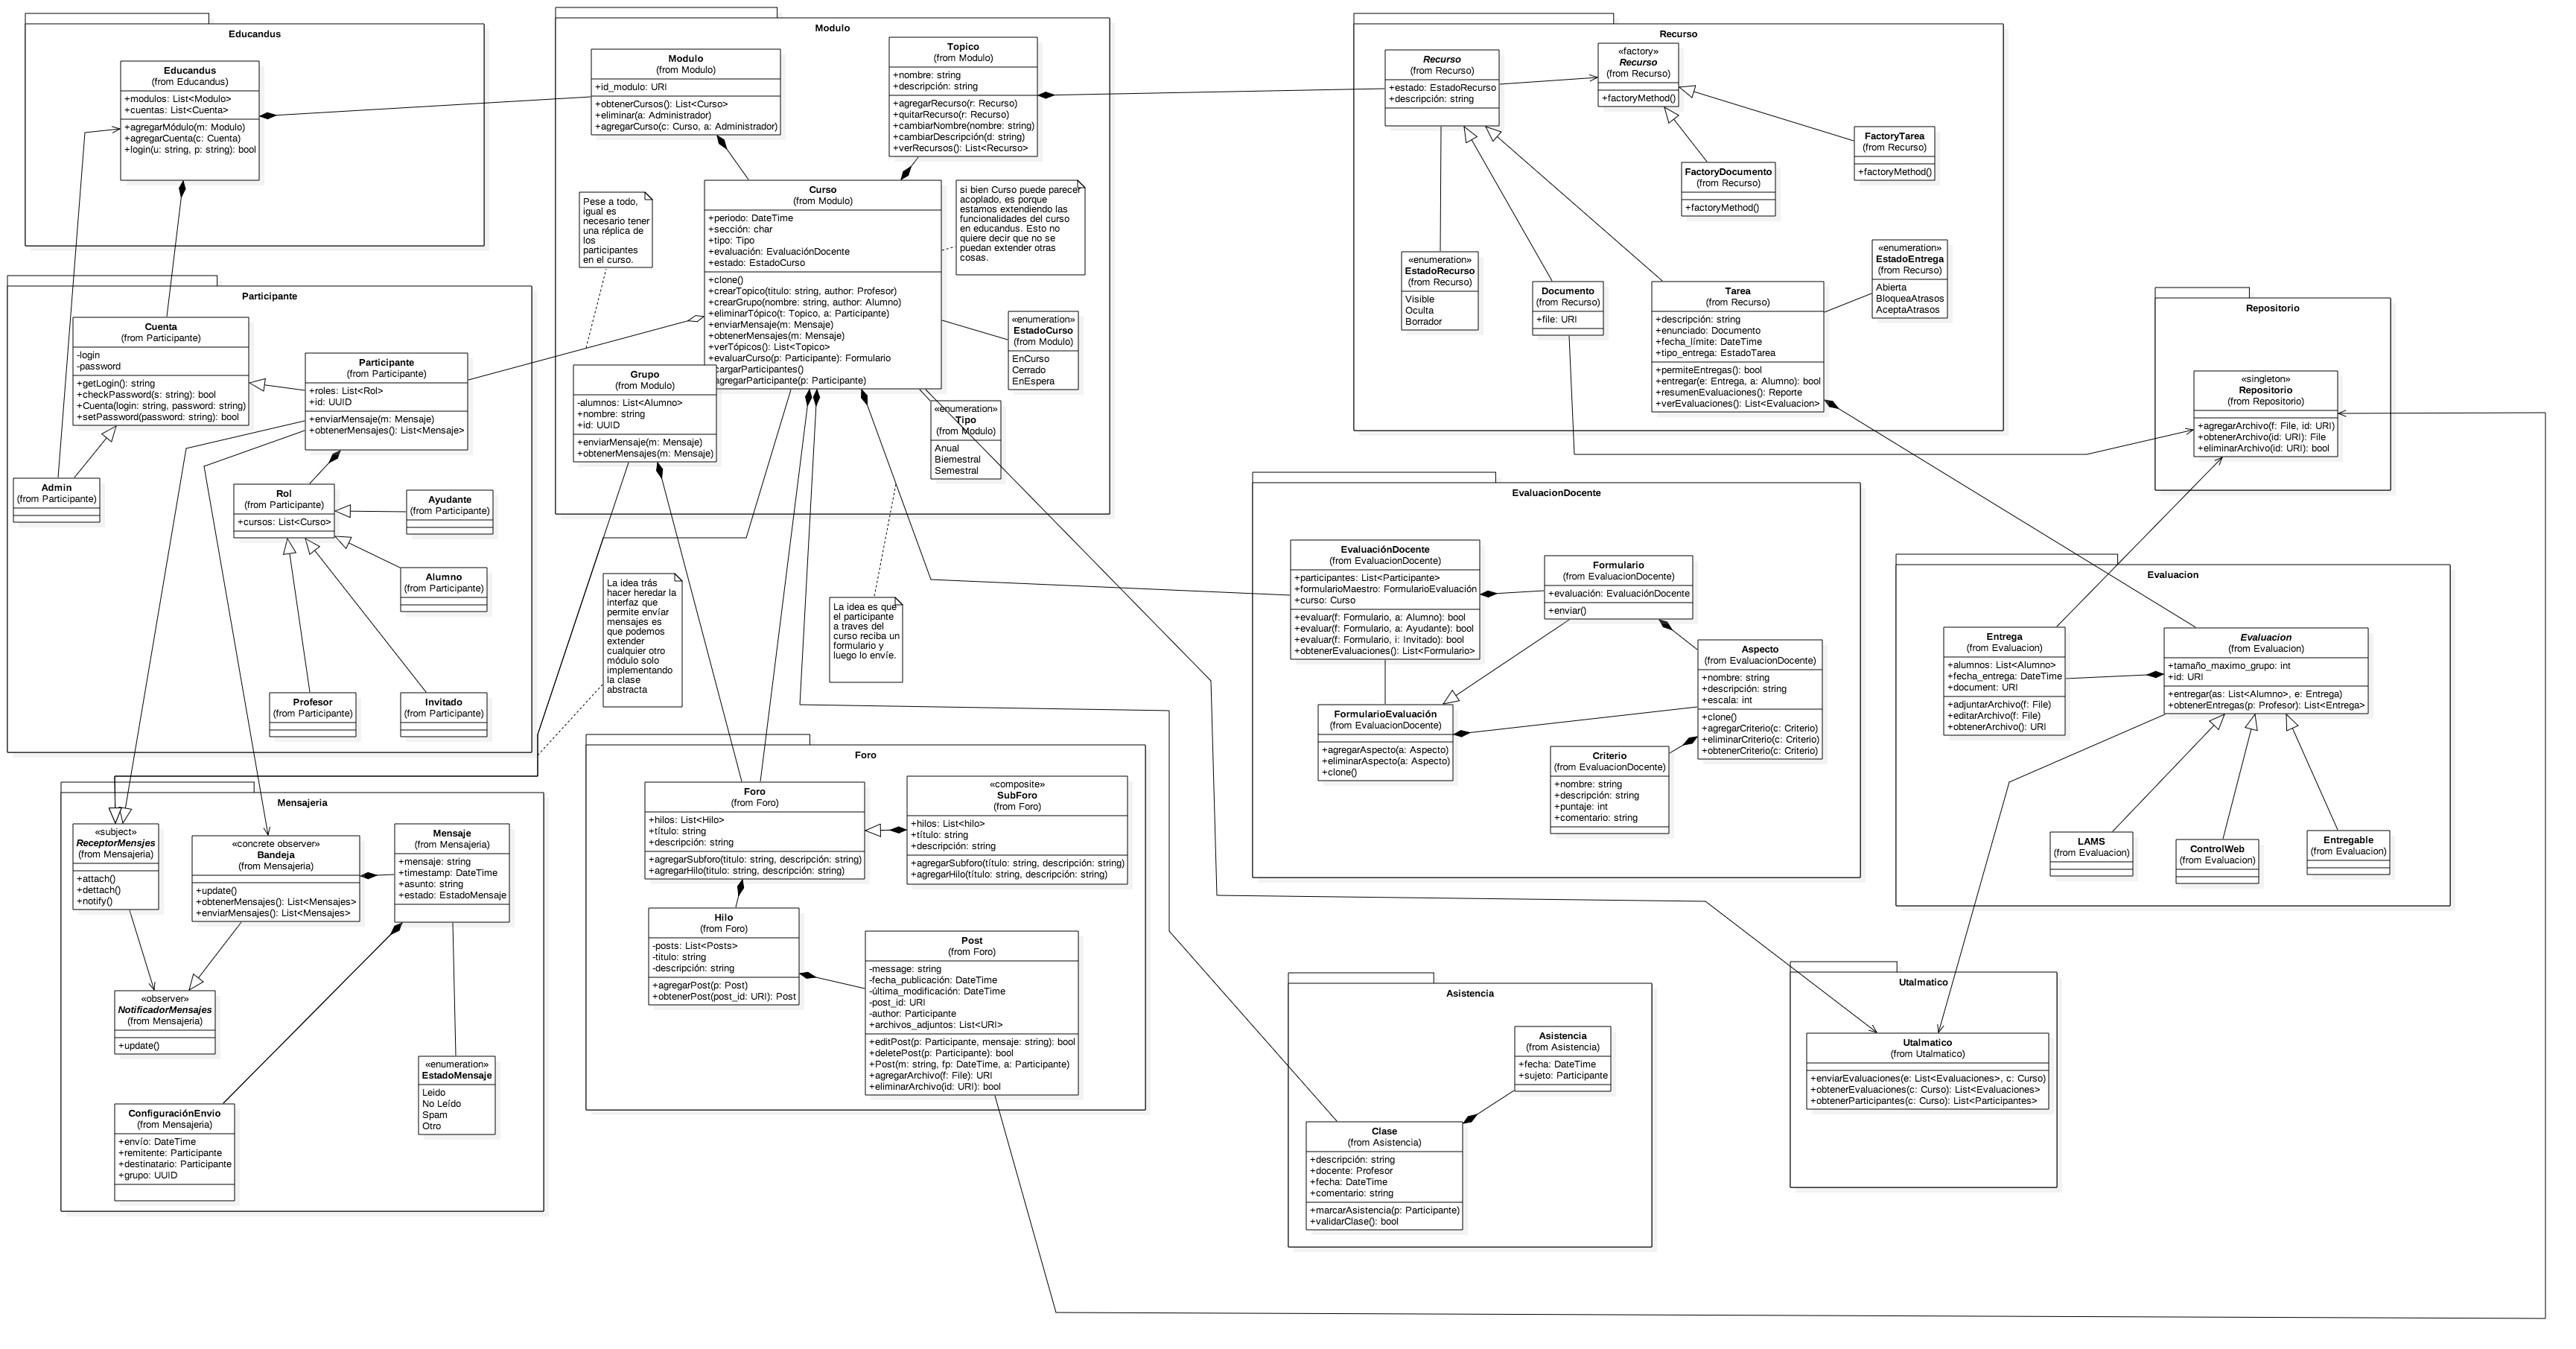 Educandus
Educandus
(from Educandus)
+modulos: List<Modulo>
+cuentas: List<Cuenta>
+agregarMódulo(m: Modulo)
+agregarCuenta(c: Cuenta)
+login(u: string, p: string): bool
Participante
Cuenta
(from Participante)
-login
-password
+getLogin(): string
+checkPassword(s: string): bool
+Cuenta(login: string, password: string)
+setPassword(password: string): bool
Participante
(from Participante)
+roles: List<Rol>
+id: UUID
+enviarMensaje(m: Mensaje)
+obtenerMensajes(): List<Mensaje>
Admin
(from Participante)
Rol
(from Participante)
+cursos: List<Curso>
Ayudante
(from Participante)
Alumno
(from Participante)
Profesor
(from Participante)
Invitado
(from Participante)
Mensajeria
«subject»
ReceptorMensjes
(from Mensajeria)
+attach()
+dettach()
+notify()
«concrete observer»
Bandeja
(from Mensajeria)
+update()
+obtenerMensajes(): List<Mensajes>
+enviarMensajes(): List<Mensajes>
Mensaje
(from Mensajeria)
+mensaje: string
+timestamp: DateTime
+asunto: string
+estado: EstadoMensaje
«observer»
NotificadorMensajes
(from Mensajeria)
+update()
«enumeration»
EstadoMensaje
Leido
No Leído
Spam
Otro
ConfiguraciónEnvio
(from Mensajeria)
+envío: DateTime
+remitente: Participante
+destinatario: Participante
+grupo: UUID
Modulo
Modulo
(from Modulo)
+id_modulo: URI
+obtenerCursos(): List<Curso>
+eliminar(a: Administrador)
+agregarCurso(c: Curso, a: Administrador)
Topico
(from Modulo)
+nombre: string
+descripción: string
+agregarRecurso(r: Recurso)
+quitarRecurso(r: Recurso)
+cambiarNombre(nombre: string)
+cambiarDescripción(d: string)
+verRecursos(): List<Recurso>
Pese a todo,
igual es
necesario tener
una réplica de
los
participantes
en el curso.
Curso
(from Modulo)
+periodo: DateTime
+sección: char
+tipo: Tipo
+evaluación: EvaluaciónDocente
+estado: EstadoCurso
+clone()
+crearTopico(titulo: string, author: Profesor)
+crearGrupo(nombre: string, author: Alumno)
+eliminarTópico(t: Topico, a: Participante)
+enviarMensaje(m: Mensaje)
+obtenerMensajes(m: Mensaje)
+verTópicos(): List<Topico>
+evaluarCurso(p: Participante): Formulario
cargarParticipantes()
agregarParticipante(p: Participante)
si bien Curso puede parecer
acoplado, es porque
estamos extendiendo las
funcionalidades del curso
en educandus. Esto no
quiere decir que no se
puedan extender otras
cosas.
«enumeration»
EstadoCurso
(from Modulo)
EnCurso
Cerrado
EnEspera
Grupo
(from Modulo)
-alumnos: List<Alumno>
+nombre: string
+id: UUID
+enviarMensaje(m: Mensaje)
+obtenerMensajes(m: Mensaje)
«enumeration»
Tipo
(from Modulo)
Anual
Biemestral
Semestral
La idea trás
hacer heredar la
interfaz que
permite envíar
mensajes es
que podemos
extender
cualquier otro
módulo solo
implementando
la clase
abstracta
La idea es que
el participante
a traves del
curso reciba un
formulario y
luego lo envíe.
Foro
Foro
(from Foro)
+hilos: List<Hilo>
+título: string
+descripción: string
+agregarSubforo(titulo: string, descripción: string)
+agregarHilo(titulo: string, descripción: string)
«composite»
SubForo
(from Foro)
+hilos: List<hilo>
+título: string
+descripción: string
+agregarSubforo(título: string, descripción: string)
+agregarHilo(título: string, descripción: string)
Hilo
(from Foro)
-posts: List<Posts>
-titulo: string
-descripción: string
+agregarPost(p: Post)
+obtenerPost(post_id: URI): Post
Post
(from Foro)
-message: string
-fecha_publicación: DateTime
-última_modificación: DateTime
-post_id: URI
-author: Participante
+archivos_adjuntos: List<URI>
+editPost(p: Participante, mensaje: string): bool
+deletePost(p: Participante): bool
+Post(m: string, fp: DateTime, a: Participante)
+agregarArchivo(f: File): URI
+eliminarArchivo(id: URI): bool
Recurso
Recurso
(from Recurso)
+estado: EstadoRecurso
+descripción: string
«factory»
Recurso
(from Recurso)
+factoryMethod()
FactoryTarea
(from Recurso)
+factoryMethod()
FactoryDocumento
(from Recurso)
+factoryMethod()
«enumeration»
EstadoRecurso
(from Recurso)
Visible
Oculta
Borrador
Documento
(from Recurso)
+file: URI
Tarea
(from Recurso)
+descripción: string
+enunciado: Documento
+fecha_límite: DateTime
+tipo_entrega: EstadoTarea
+permiteEntregas(): bool
+entregar(e: Entrega, a: Alumno): bool
+resumenEvaluaciones(): Reporte
+verEvaluaciones(): List<Evaluacion>
«enumeration»
EstadoEntrega
(from Recurso)
Abierta
BloqueaAtrasos
AceptaAtrasos
Repositorio
«singleton»
Repositorio
(from Repositorio)
+agregarArchivo(f: File, id: URI)
+obtenerArchivo(id: URI): File
+eliminarArchivo(id: URI): bool
EvaluacionDocente
EvaluaciónDocente
(from EvaluacionDocente)
+participantes: List<Participante>
+formularioMaestro: FormularioEvaluación
+curso: Curso
+evaluar(f: Formulario, a: Alumno): bool
+evaluar(f: Formulario, a: Ayudante): bool
+evaluar(f: Formulario, i: Invitado): bool
+obtenerEvaluaciones(): List<Formulario>
Formulario
(from EvaluacionDocente)
+evaluación: EvaluaciónDocente
+enviar()
Aspecto
(from EvaluacionDocente)
+nombre: string
+descripción: string
+escala: int
+clone()
+agregarCriterio(c: Criterio)
+eliminarCriterio(c: Criterio)
+obtenerCriterio(c: Criterio)
FormularioEvaluación
(from EvaluacionDocente)
+agregarAspecto(a: Aspecto)
+eliminarAspecto(a: Aspecto)
+clone()
Criterio
(from EvaluacionDocente)
+nombre: string
+descripción: string
+puntaje: int
+comentario: string
Evaluacion
Entrega
(from Evaluacion)
+alumnos: List<Alumno>
+fecha_entrega: DateTime
+document: URI
+adjuntarArchivo(f: File)
+editarArchivo(f: File)
+obtenerArchivo(): URI
Evaluacion
(from Evaluacion)
+tamaño_maximo_grupo: int
+id: URI
+entregar(as: List<Alumno>, e: Entrega)
+obtenerEntregas(p: Profesor): List<Entrega>
LAMS
(from Evaluacion)
ControlWeb
(from Evaluacion)
Entregable
(from Evaluacion)
Asistencia
Asistencia
(from Asistencia)
+fecha: DateTime
+sujeto: Participante
Clase
(from Asistencia)
+descripción: string
+docente: Profesor
+fecha: DateTime
+comentario: string
+marcarAsistencia(p: Participante)
+validarClase(): bool
Utalmatico
Utalmatico
(from Utalmatico)
+enviarEvaluaciones(e: List<Evaluaciones>, c: Curso)
+obtenerEvaluaciones(c: Curso): List<Evaluaciones>
+obtenerParticipantes(c: Curso): List<Participantes>